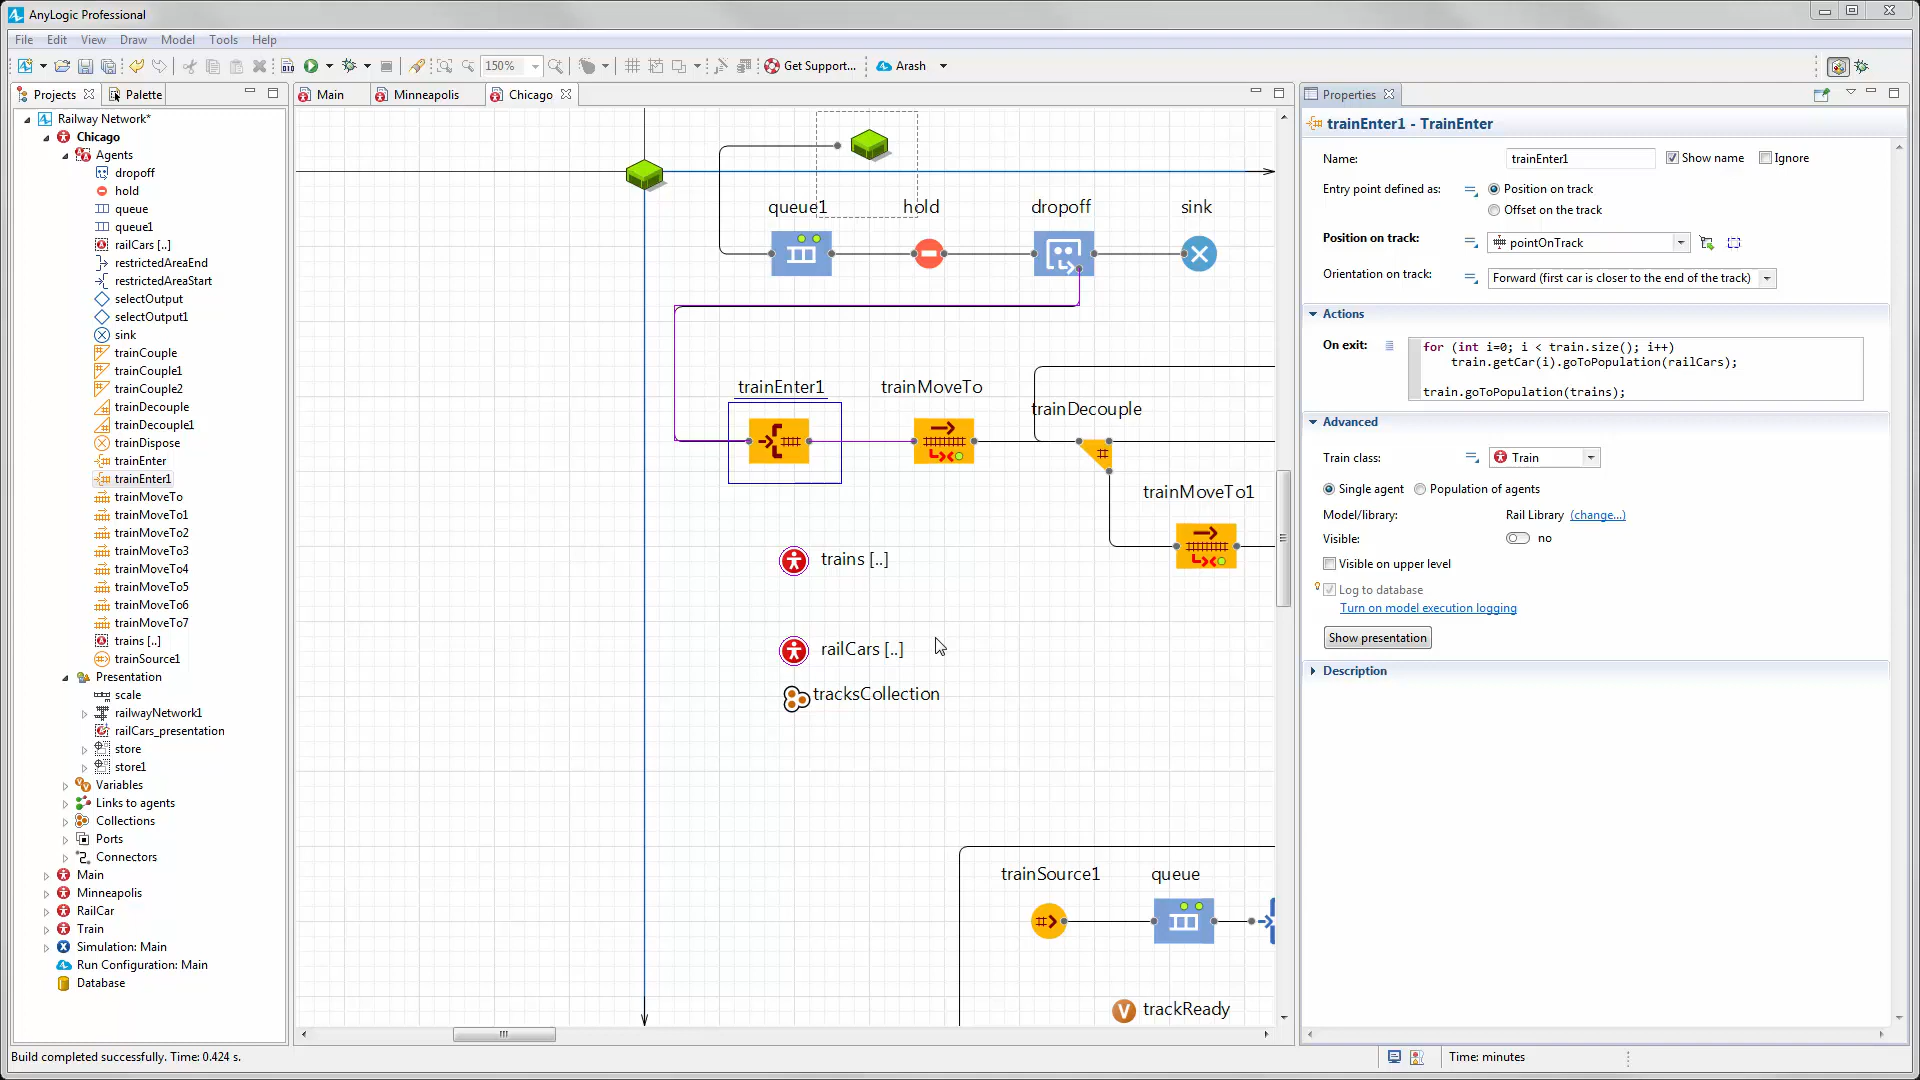 AnyLogic Professional
File Edit View Draw Model Tools Help
150% Get Support... Arash
Projects Palette
Railway Network*
Chicago
Agents
dropoff
hold
queue
queue1
railCars [..]
restrictedAreaEnd
restrictedAreaStart
selectOutput
selectOutput1
sink
trainCouple
trainCouple1
trainCouple2
trainDecouple
trainDecouple1
trainDispose
trainEnter
trainEnter1
trainMoveTo
trainMoveTo1
trainMoveTo2
trainMoveTo3
trainMoveTo4
trainMoveTo5
trainMoveTo6
trainMoveTo7
trains [..]
trainSource1
Presentation
scale
railwayNetwork1
railCars_presentation
store
store1
Variables
Links to agents
Collections
Ports
Connectors
Main
Minneapolis
RailCar
Train
Simulation: Main
Run Configuration: Main
Database
Main Minneapolis Chicago
queue1 hold dropoff sink
trainEnter1 trainMoveTo
trainDecouple
trainMoveTo1
trains [..]
railCars [..]
tracksCollection
trainSource1 queue
V trackReady
Properties
trainEnter1 - TrainEnter
Name: trainEnter1 Show name Ignore
Entry point defined as: Position on track
Offset on the track
Position on track: pointOnTrack
Orientation on track: Forward (first car is closer to the end of the track)
Actions
On exit: for (int i=0; i < train.size(); i++)
train.getCar(i).goToPopulation(railCars);
train.goToPopulation(trains);
Advanced
Train class: Train
Single agent Population of agents
Model/library: Rail Library (change...)
Visible: no
Visible on upper level
Log to database
Turn on model execution logging
Show presentation
Description
Build completed successfully. Time: 0.424 s.
Time: minutes